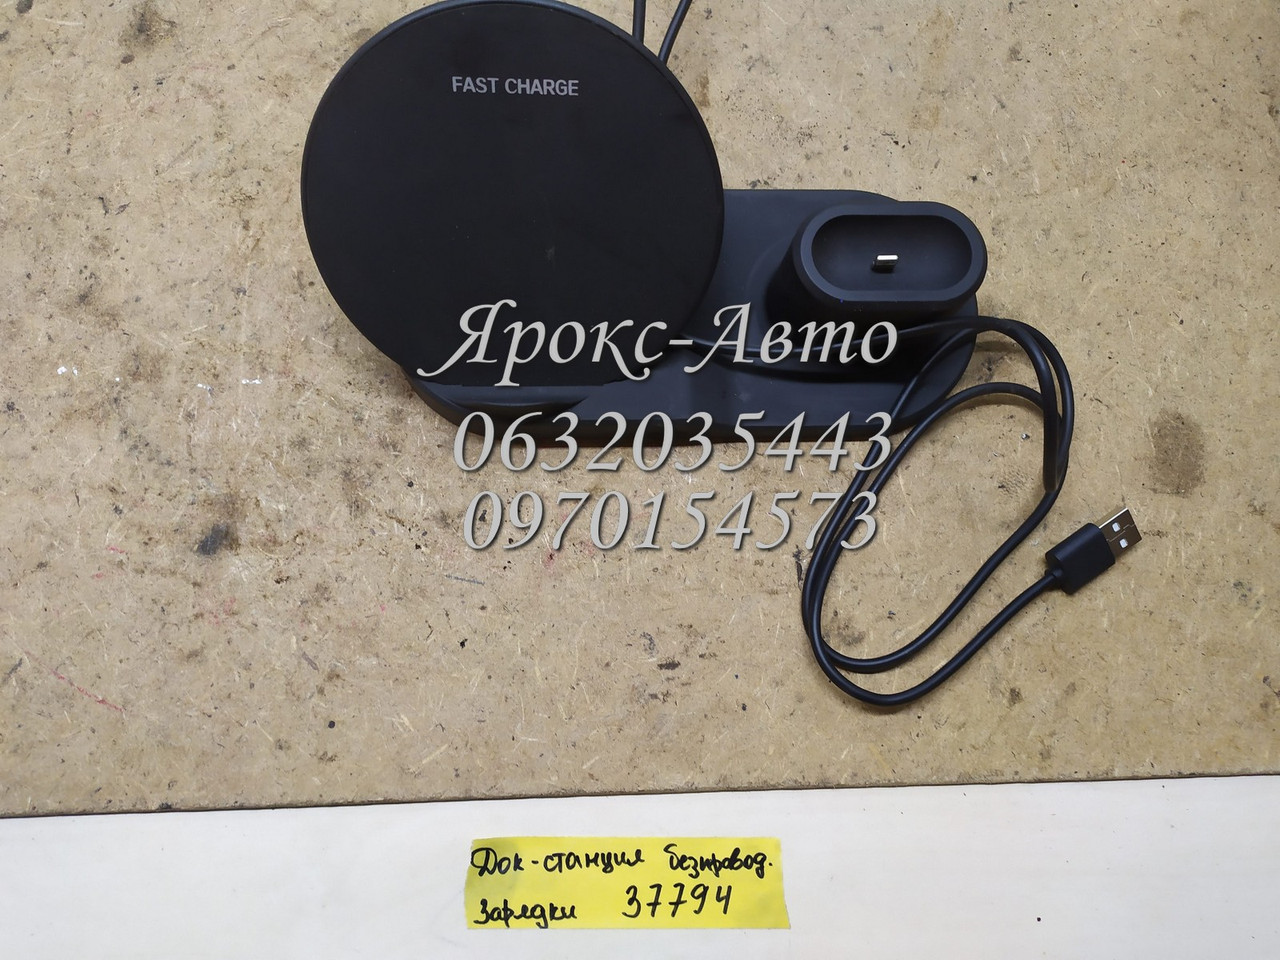 FAST CHARGE
Ярокс-Авто
0632035443
0970154573
Док-станция безпровод.
зарядки 37794